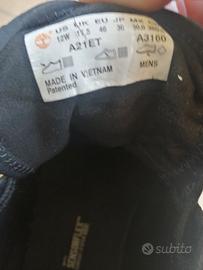 US UK EU JP MX
12W 11,5 46 30 30,0
A21ET A3160
MADE IN VIETNAM MENS
Patented
subito